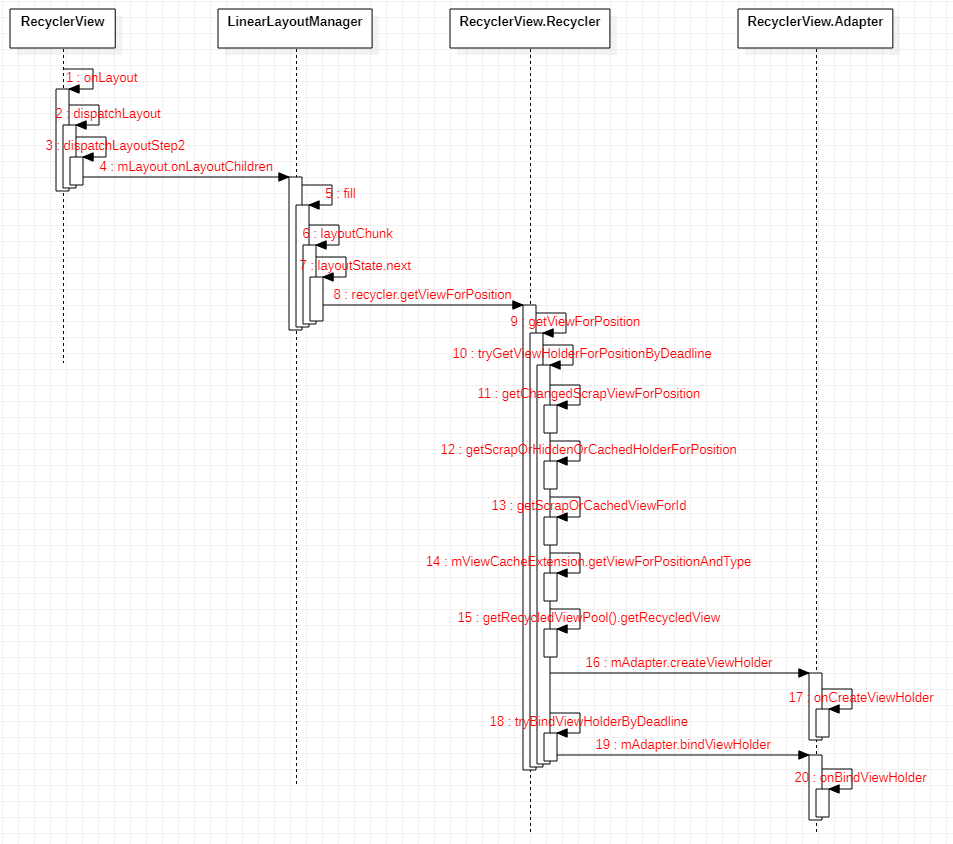 RecyclerView
LinearLayoutManager
RecyclerView.Recycler
RecyclerView.Adapter
1 : onLayout
2 : dispatchLayout
3 : dispatchLayoutStep2
4 : mLayout.onLayoutChildren
5 : fill
6 : layoutChunk
7 : layoutState.next
8 : recycler.getViewForPosition
9 : getViewForPosition
10 : tryGetViewHolderForPositionByDeadline
11 : getChangedScrapViewForPosition
12 : getScrapOrHiddenOrCachedHolderForPosition
13 : getScrapOrCachedViewForId
14 : mViewCacheExtension.getViewForPositionAndType
15 : getRecycledViewPool().getRecycledView
16 : mAdapter.createViewHolder
17 : onCreateViewHolder
18 : tryBindViewHolderByDeadline
19 : mAdapter.bindViewHolder
20 : onBindViewHolder